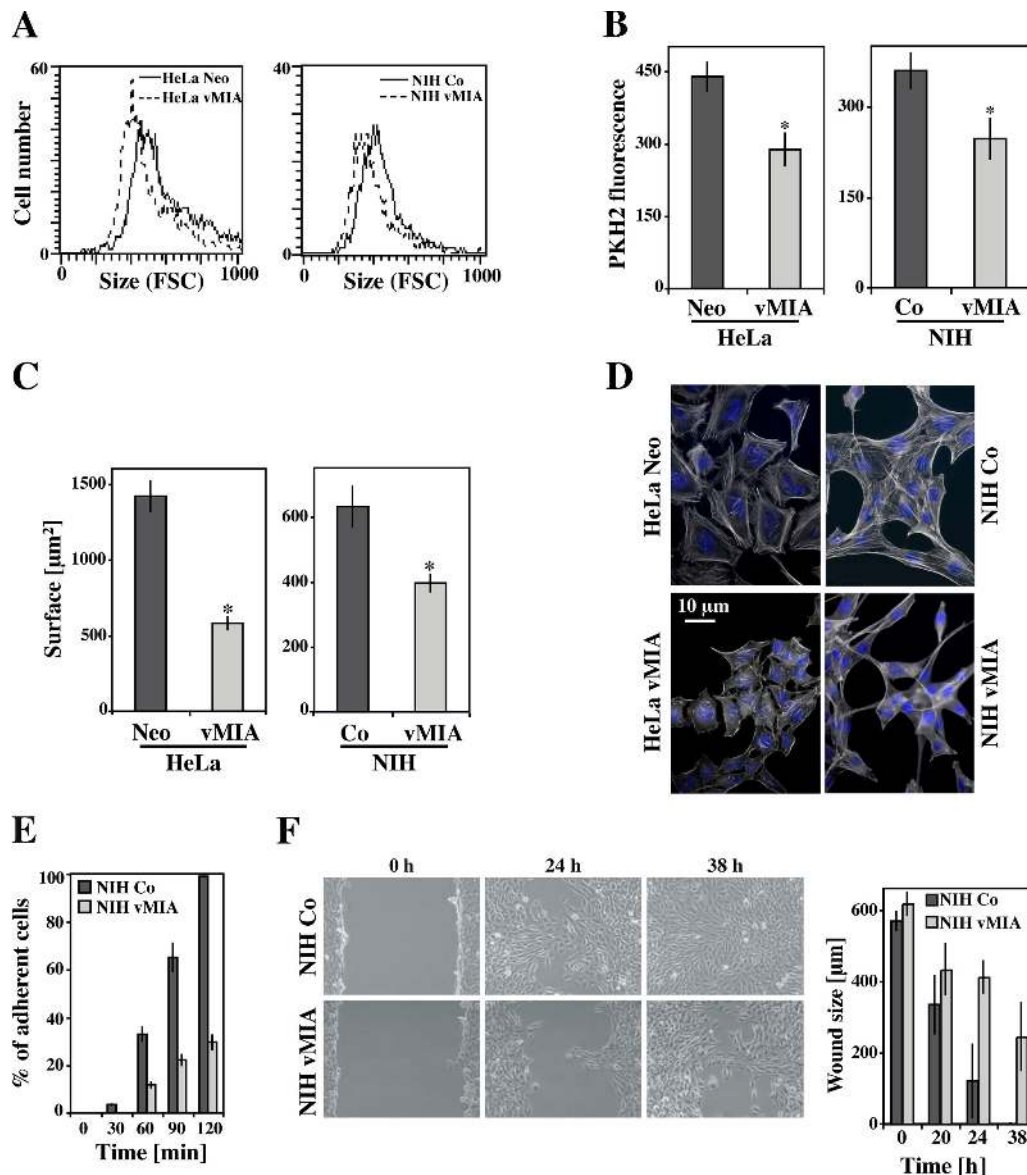 A
60
0
Cell number
HeLa Neo
HeLa vMIA
0 400 1000
Size (FSC)
40
0
NIH Co
NIH vMIA
0 400 1000
Size (FSC)
B
PKH2 fluorescence
450
300
150
0
*
Neo vMIA
HeLa
300
150
0
*
Co vMIA
NIH
C
Surface [µm²]
1500
1000
500
0
*
Neo vMIA
HeLa
600
400
200
0
*
Co vMIA
NIH
D
HeLa Neo
NIH Co
10 µm
HeLa vMIA
NIH vMIA
E
% of adherent cells
100
80
60
40
20
0
NIH Co
NIH vMIA
0 30 60 90 120
Time [min]
F
0 h 24 h 38 h
NIH Co
NIH vMIA
Wound size [µm]
600
400
200
0
NIH Co
NIH vMIA
0 20 24 38
Time [h]